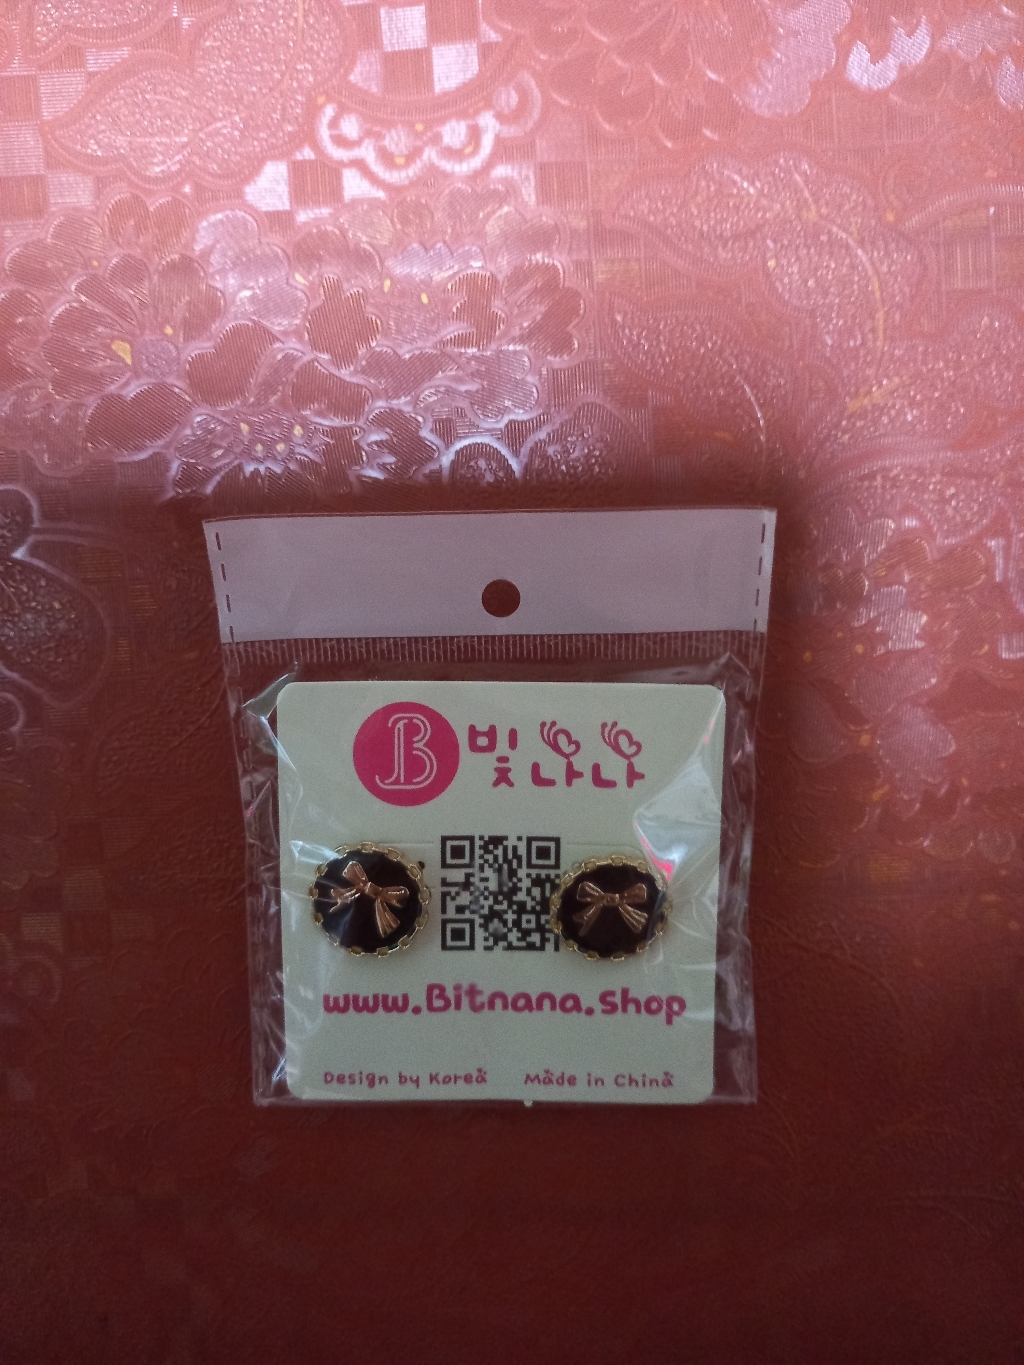 B 빛나나
www.Bitnana.shop
Design by Korea Made in China